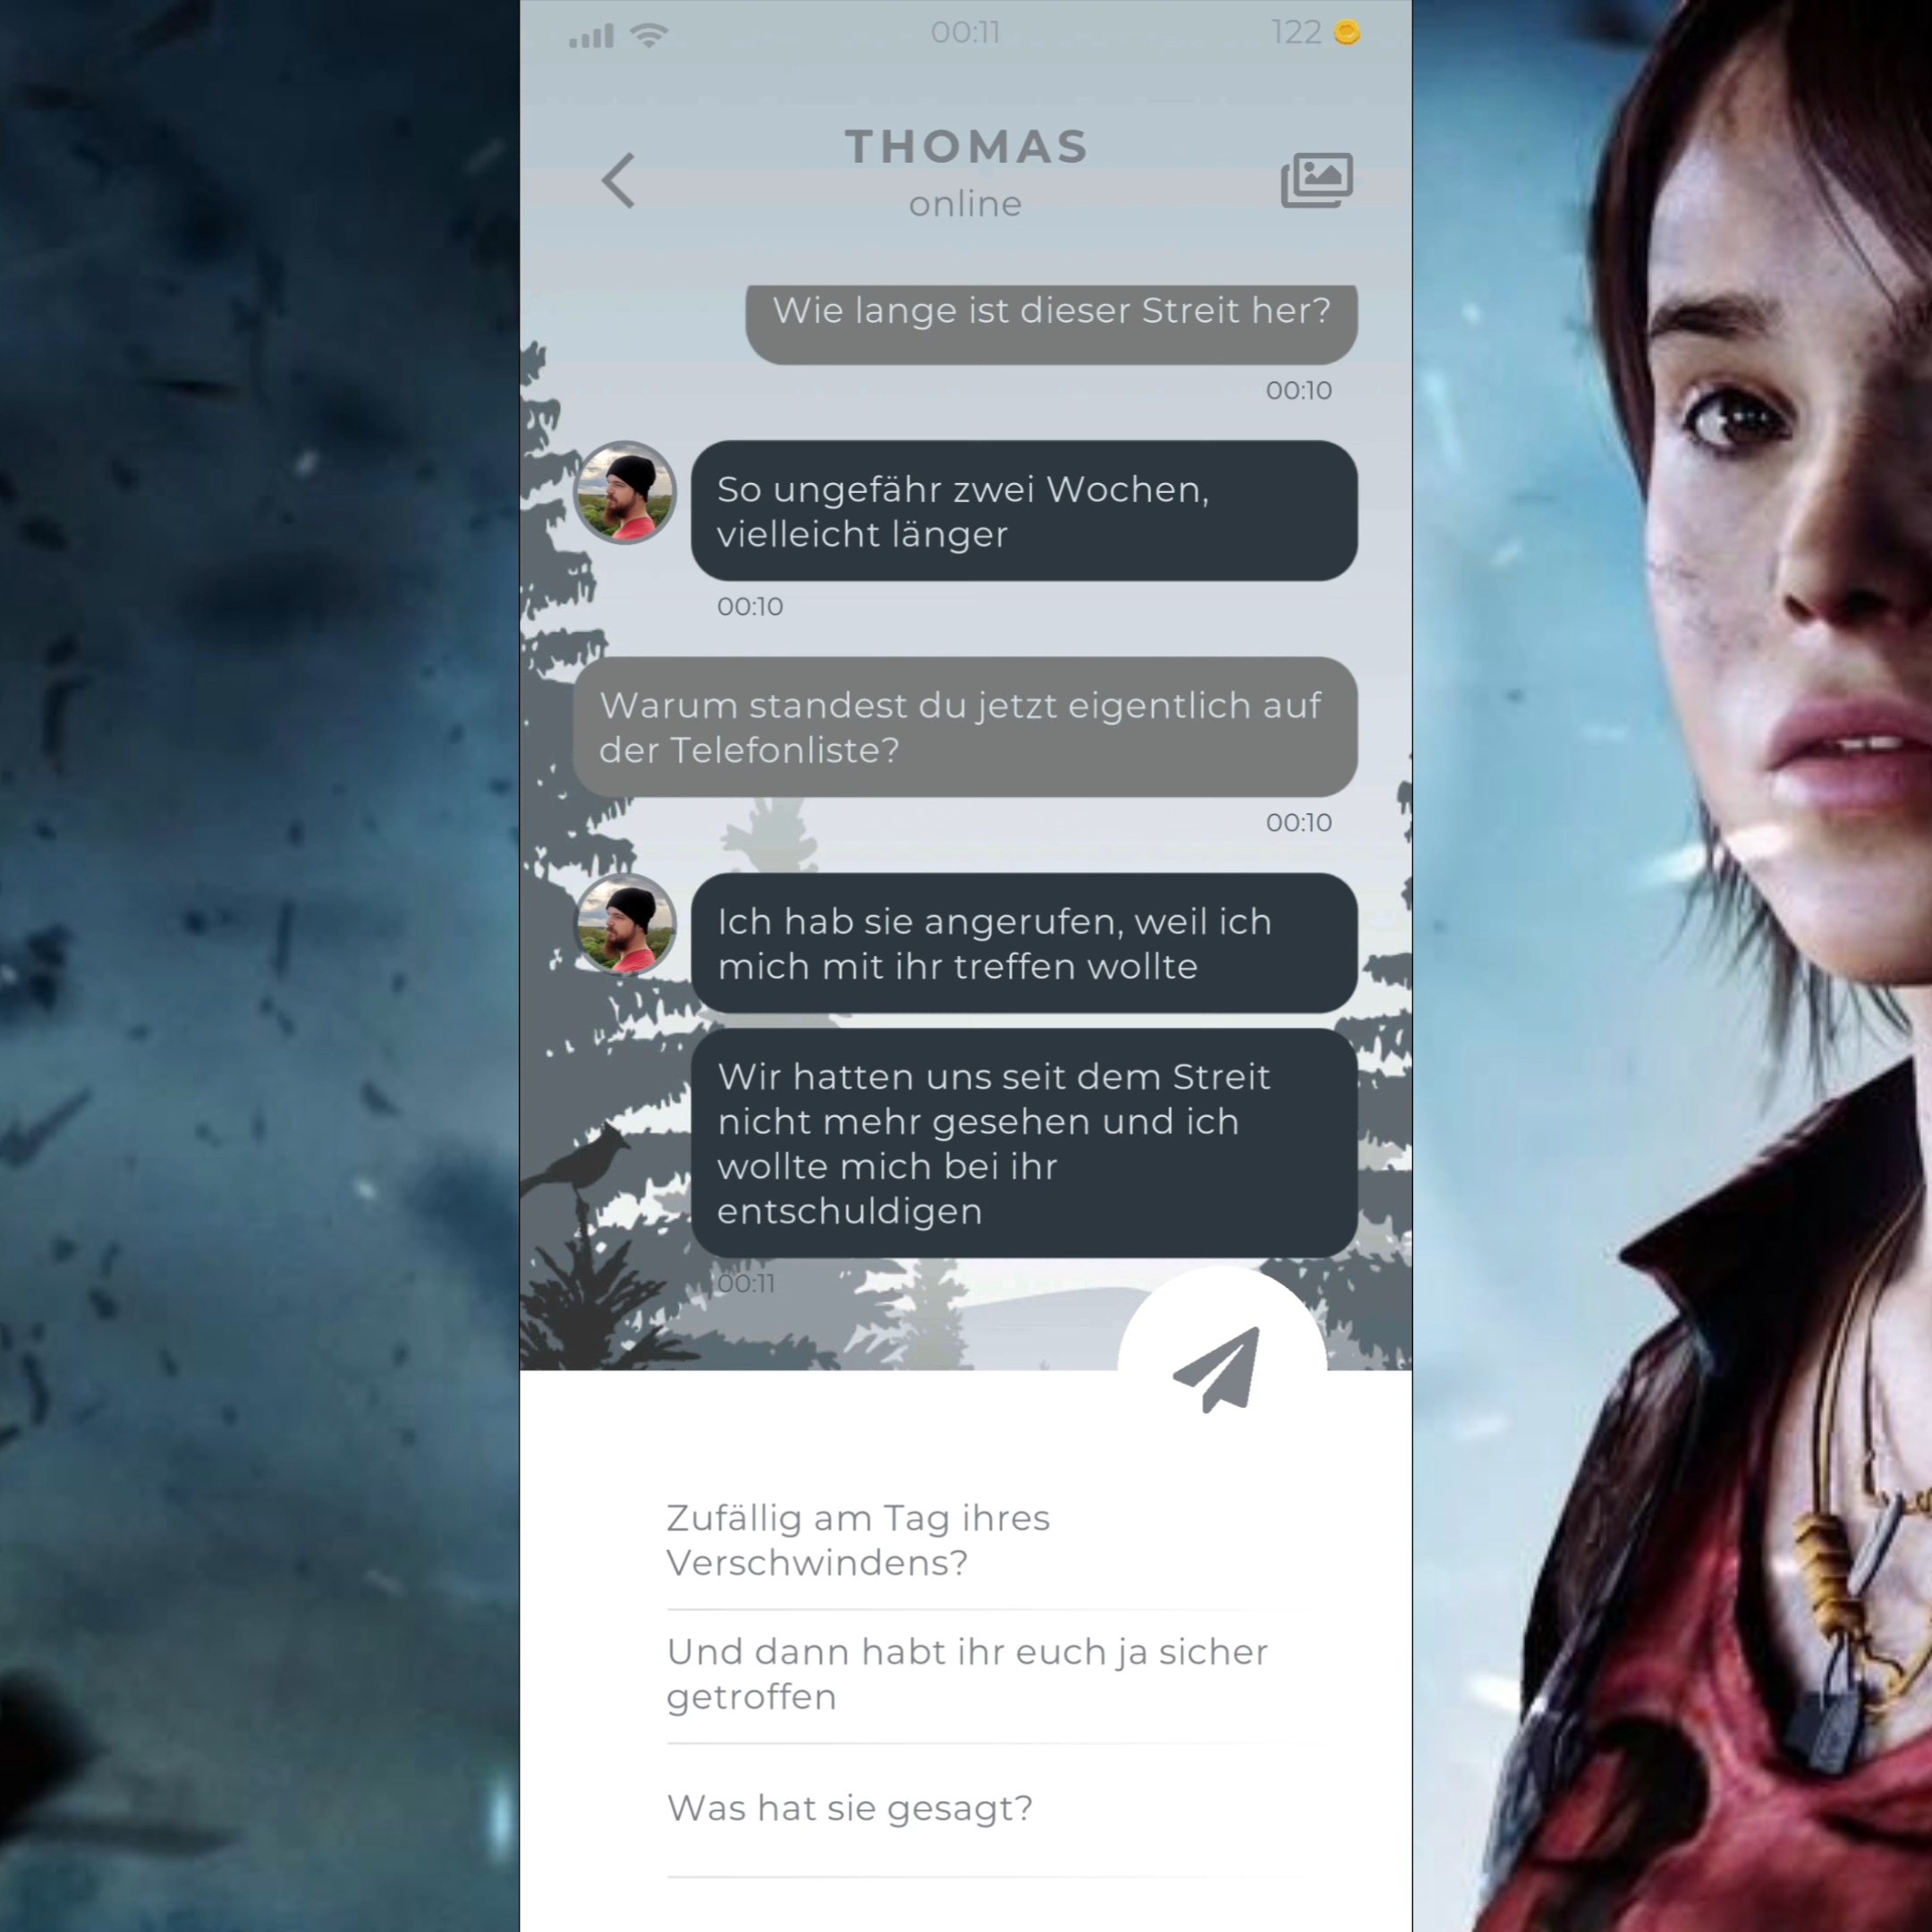 00:11
122
THOMAS
online
Wie lange ist dieser Streit her?
00:10
So ungefähr zwei Wochen,
vielleicht länger
00:10
Warum standest du jetzt eigentlich auf
der Telefonliste?
00:10
Ich hab sie angerufen, weil ich
mich mit ihr treffen wollte
Wir hatten uns seit dem Streit
nicht mehr gesehen und ich
wollte mich bei ihr
entschuldigen
00:11
Zufällig am Tag ihres
Verschwindens?
Und dann habt ihr euch ja sicher
getroffen
Was hat sie gesagt?